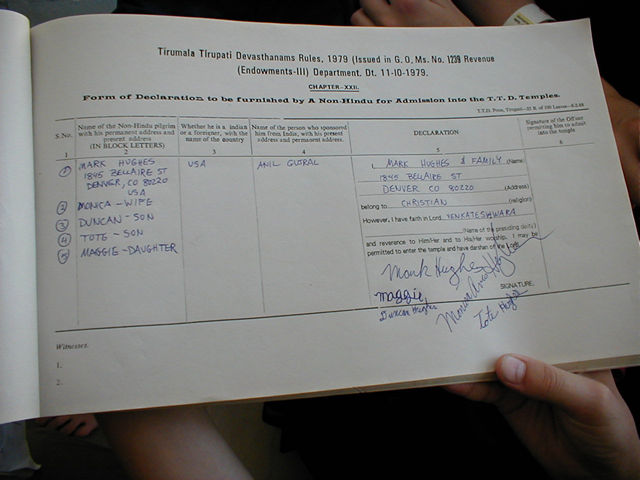 Tirumala Tirupati Devasthanams Rules, 1979 (Issued in G. O. Ms. No. 1239 Revenue
(Endowments-III) Department. Dt. 11-10-1979.
CHAPTER-XXII.
Form of Declaration to be furnished by A Non-Hindu for Admission into the T.T.D. Temples.
S.No.
1
Name of the Non-Hindu pilgrim
with his permanent address and
present address
(IN BLOCK LETTERS)
2
Whether he is a indian
or a foreigner, with the
name of the country
3
Name of the person who sponsored
him from India, with his present
and permanent address.
4
DECLARATION
5
Signature of the Officer
permitting him to admit
into the temple
6
1 MARK HUGHES
1845 BELLAIRE ST
DENVER, CO 80220
USA
2 MONICA - WIFE
3 DUNCAN - SON
4 TOTE - SON
5 MAGGIE - DAUGHTER
USA
ANIL GLORAL
I, MARK HUGHES & FAMILY (Name)
1845 BELLAIRE ST
DENVER CO 80220 (Address)
belong to CHRISTIAN (religion)
However, I have faith in Lord VENKATESHWARA
(Name of the presiding deity)
and reverence to Him/Her and to His/Her worship. I may be
permitted to enter the temple and have darshan of the Lord.
Mark Hughes
maggie
SIGNATURE.
Duncan Hughes
Tote Hughes
Witnesses.
1.
2.